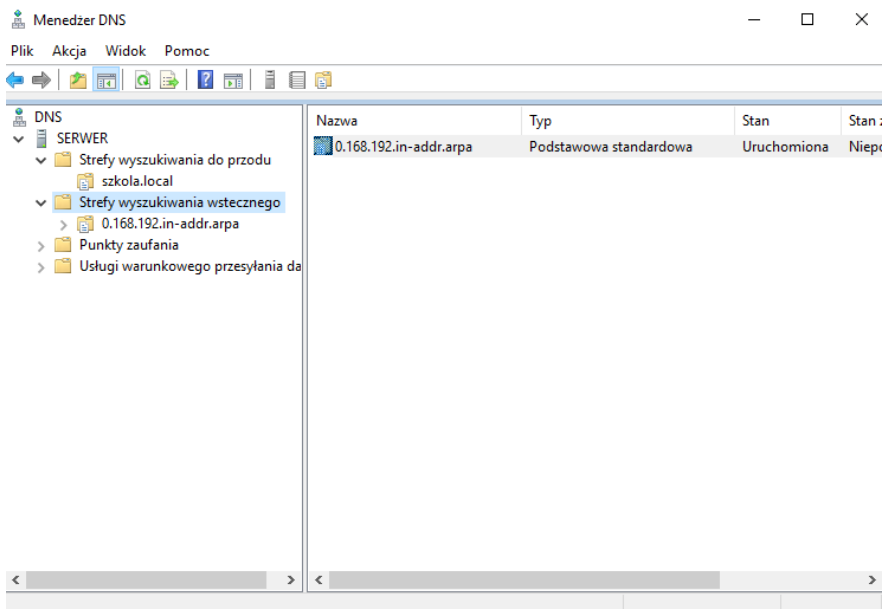 Menedżer DNS
Plik Akcja Widok Pomoc
DNS
SERWER
Strefy wyszukiwania do przodu
szkola.local
Strefy wyszukiwania wstecznego
0.168.192.in-addr.arpa
Punkty zaufania
Usługi warunkowego przesyłania da
Nazwa Typ Stan Stan z
0.168.192.in-addr.arpa Podstawowa standardowa Uruchomiona Niepo